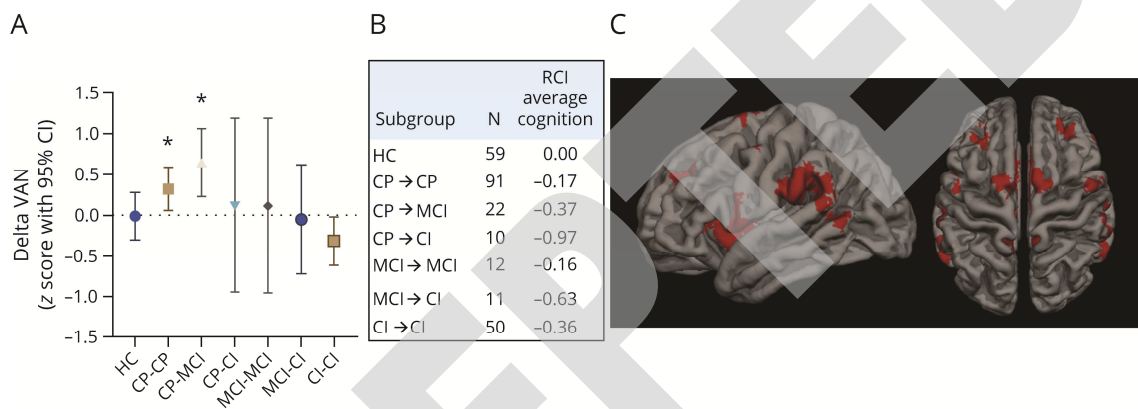 A
Delta VAN
(z score with 95% CI)
1.5
1.0
0.5
0.0
−0.5
−1.0
−1.5
*
*
HC
CP-CP
CP-MCI
CP-CI
MCI-MCI
MCI-CI
CI-CI
B
Subgroup N RCI average cognition
HC 59 0.00
CP → CP 91 −0.17
CP → MCI 22 −0.37
CP → CI 10 −0.97
MCI → MCI 12 −0.16
MCI → CI 11 −0.63
CI → CI 50 −0.36
C